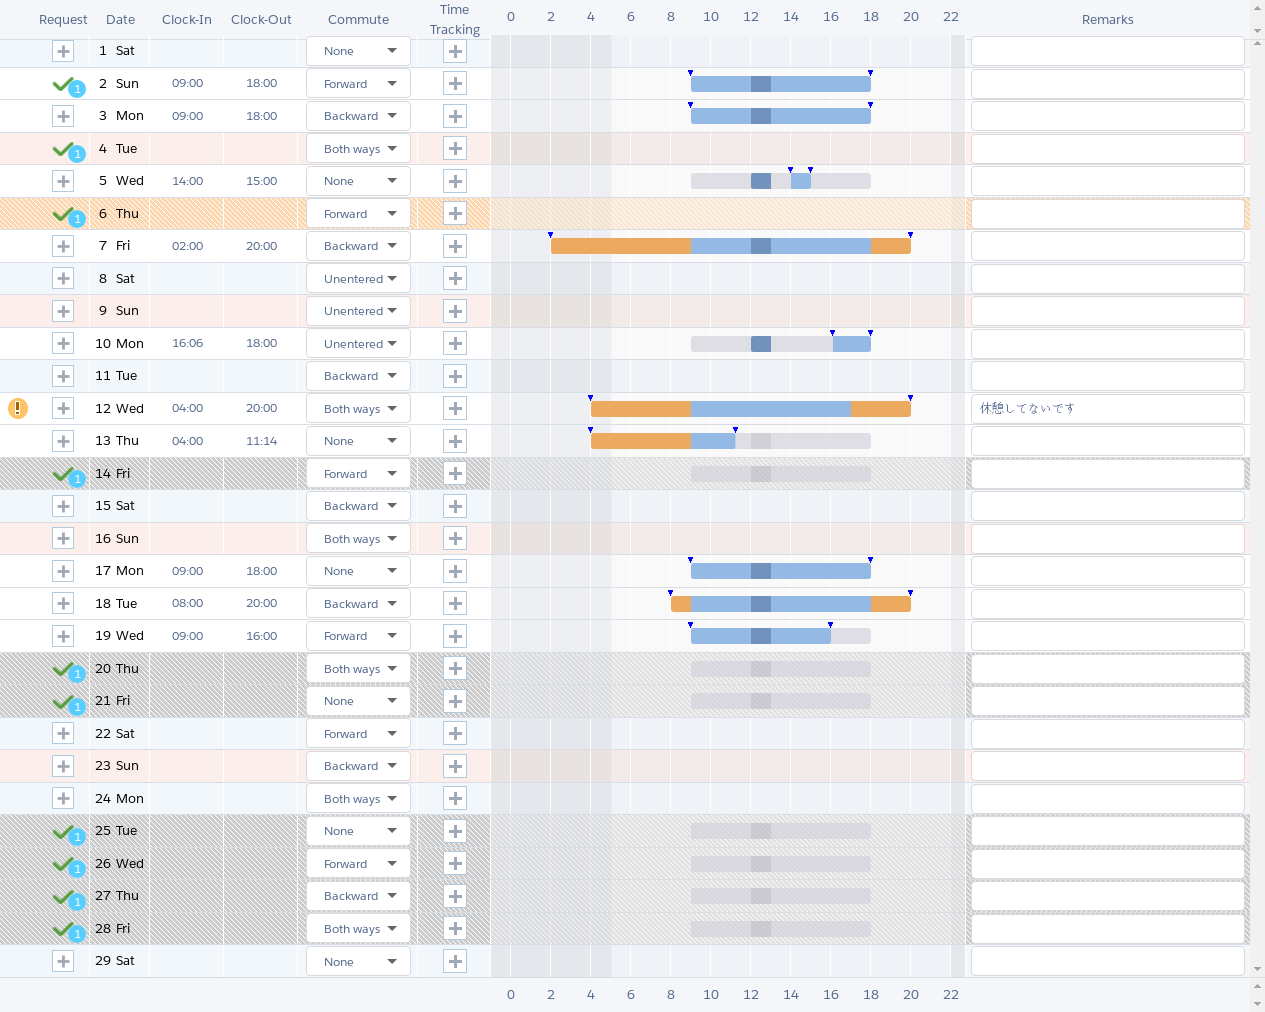 Request Date Clock-In Clock-Out Commute Time Tracking 0 2 4 6 8 10 12 14 16 18 20 22 Remarks
1 Sat None
1 2 Sun 09:00 18:00 Forward
3 Mon 09:00 18:00 Backward
1 4 Tue Both ways
5 Wed 14:00 15:00 None
1 6 Thu Forward
7 Fri 02:00 20:00 Backward
8 Sat Unentered
9 Sun Unentered
10 Mon 16:06 18:00 Unentered
11 Tue Backward
12 Wed 04:00 20:00 Both ways 休憩してないです
13 Thu 04:00 11:14 None
1 14 Fri Forward
15 Sat Backward
16 Sun Both ways
17 Mon 09:00 18:00 None
18 Tue 08:00 20:00 Backward
19 Wed 09:00 16:00 Forward
1 20 Thu Both ways
1 21 Fri None
22 Sat Forward
23 Sun Backward
24 Mon Both ways
1 25 Tue None
1 26 Wed Forward
1 27 Thu Backward
1 28 Fri Both ways
29 Sat None
0 2 4 6 8 10 12 14 16 18 20 22